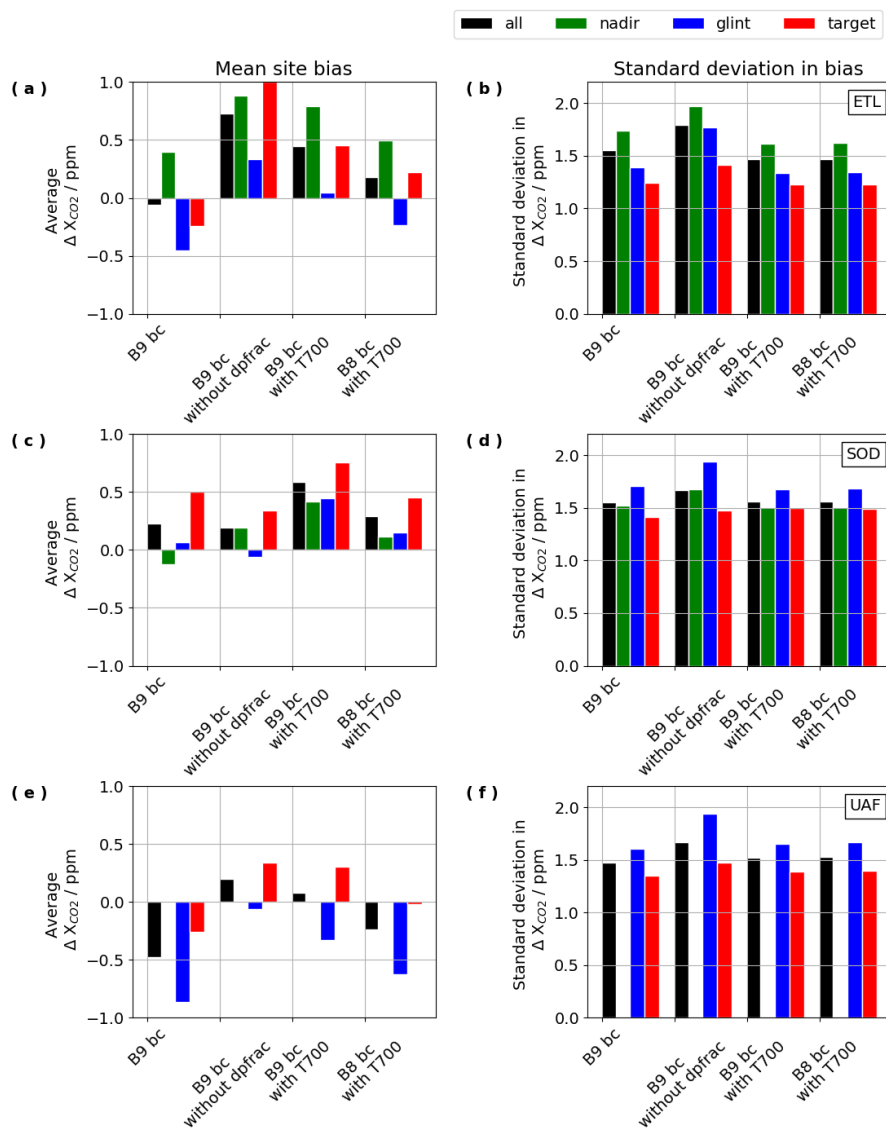 all nadir glint target
Mean site bias
Standard deviation in bias
( a )
1.0
0.5
0.0
−0.5
−1.0
Average
Δ X_CO2 / ppm
B9 bc
B9 bc
without dpfrac
B9 bc
with T700
B8 bc
with T700
( b )
ETL
2.0
1.5
1.0
0.5
0.0
Standard deviation in
Δ X_CO2 / ppm
B9 bc
B9 bc
without dpfrac
B9 bc
with T700
B8 bc
with T700
( c )
1.0
0.5
0.0
−0.5
−1.0
Average
Δ X_CO2 / ppm
B9 bc
B9 bc
without dpfrac
B9 bc
with T700
B8 bc
with T700
( d )
SOD
2.0
1.5
1.0
0.5
0.0
Standard deviation in
Δ X_CO2 / ppm
B9 bc
B9 bc
without dpfrac
B9 bc
with T700
B8 bc
with T700
( e )
1.0
0.5
0.0
−0.5
−1.0
Average
Δ X_CO2 / ppm
B9 bc
B9 bc
without dpfrac
B9 bc
with T700
B8 bc
with T700
( f )
UAF
2.0
1.5
1.0
0.5
0.0
Standard deviation in
Δ X_CO2 / ppm
B9 bc
B9 bc
without dpfrac
B9 bc
with T700
B8 bc
with T700